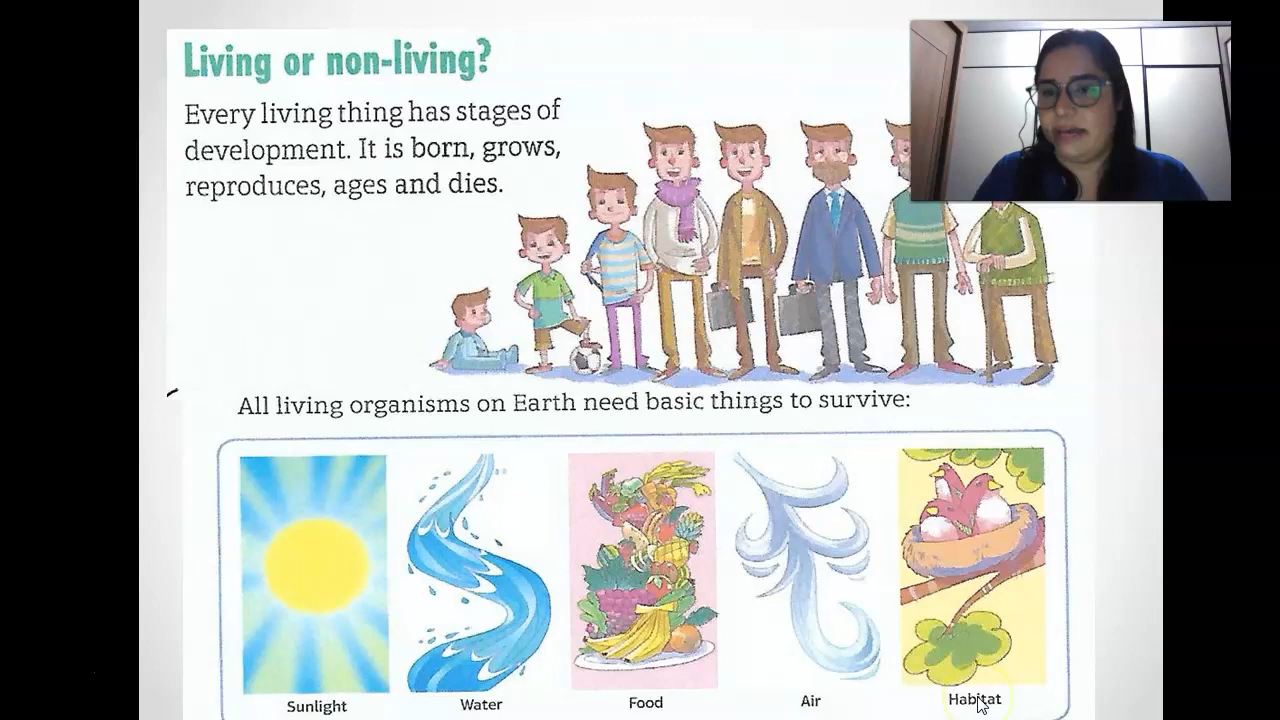 Living or non-living?
Every living thing has stages of
development. It is born, grows,
reproduces, ages and dies.
All living organisms on Earth need basic things to survive:
Sunlight
Water
Food
Air
Habitat